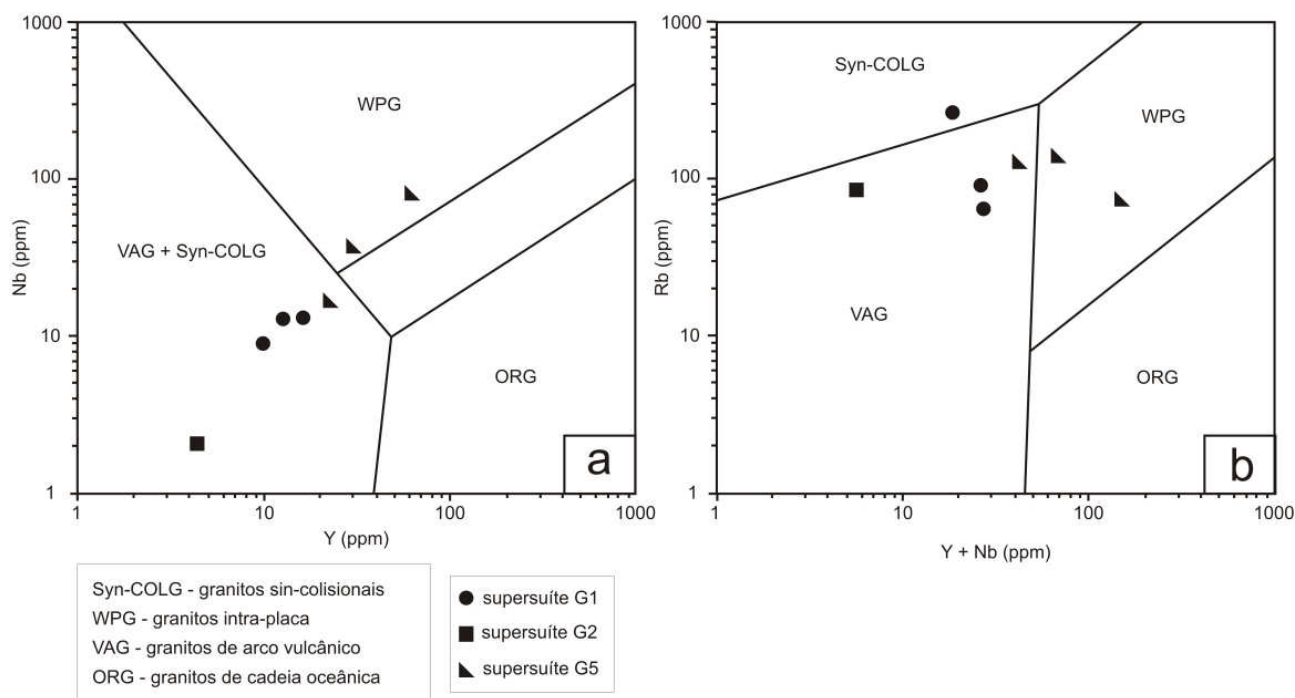 1000
100
10
1
Nb (ppm)
WPG
VAG + Syn-COLG
ORG
a
1
10
100
1000
Y (ppm)
1000
100
10
1
Rb (ppm)
Syn-COLG
WPG
VAG
ORG
b
1
10
100
1000
Y + Nb (ppm)
Syn-COLG - granitos sin-colisionais
WPG - granitos intra-placa
VAG - granitos de arco vulcânico
ORG - granitos de cadeia oceânica
supersuíte G1
supersuíte G2
supersuíte G5